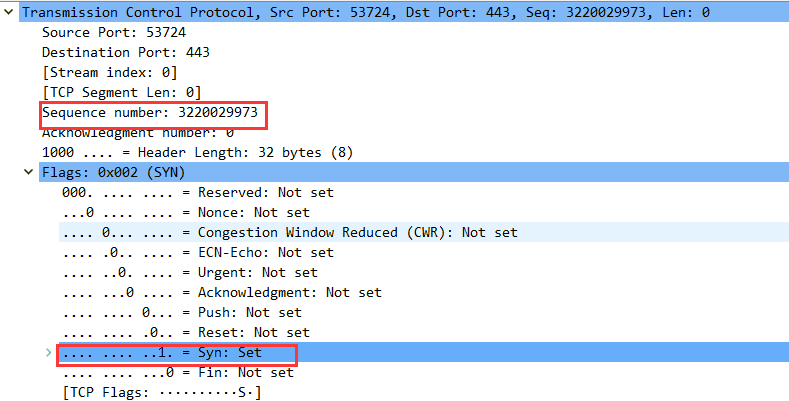 Transmission Control Protocol, Src Port: 53724, Dst Port: 443, Seq: 3220029973, Len: 0
Source Port: 53724
Destination Port: 443
[Stream index: 0]
[TCP Segment Len: 0]
Sequence number: 3220029973
Acknowledgment number: 0
1000 .... = Header Length: 32 bytes (8)
Flags: 0x002 (SYN)
000. .... .... = Reserved: Not set
...0 .... .... = Nonce: Not set
.... 0... .... = Congestion Window Reduced (CWR): Not set
.... .0.. .... = ECN-Echo: Not set
.... ..0. .... = Urgent: Not set
.... ...0 .... = Acknowledgment: Not set
.... .... 0... = Push: Not set
.... .... .0.. = Reset: Not set
.... .... ..1. = Syn: Set
.... .... ...0 = Fin: Not set
[TCP Flags: ··········S·]